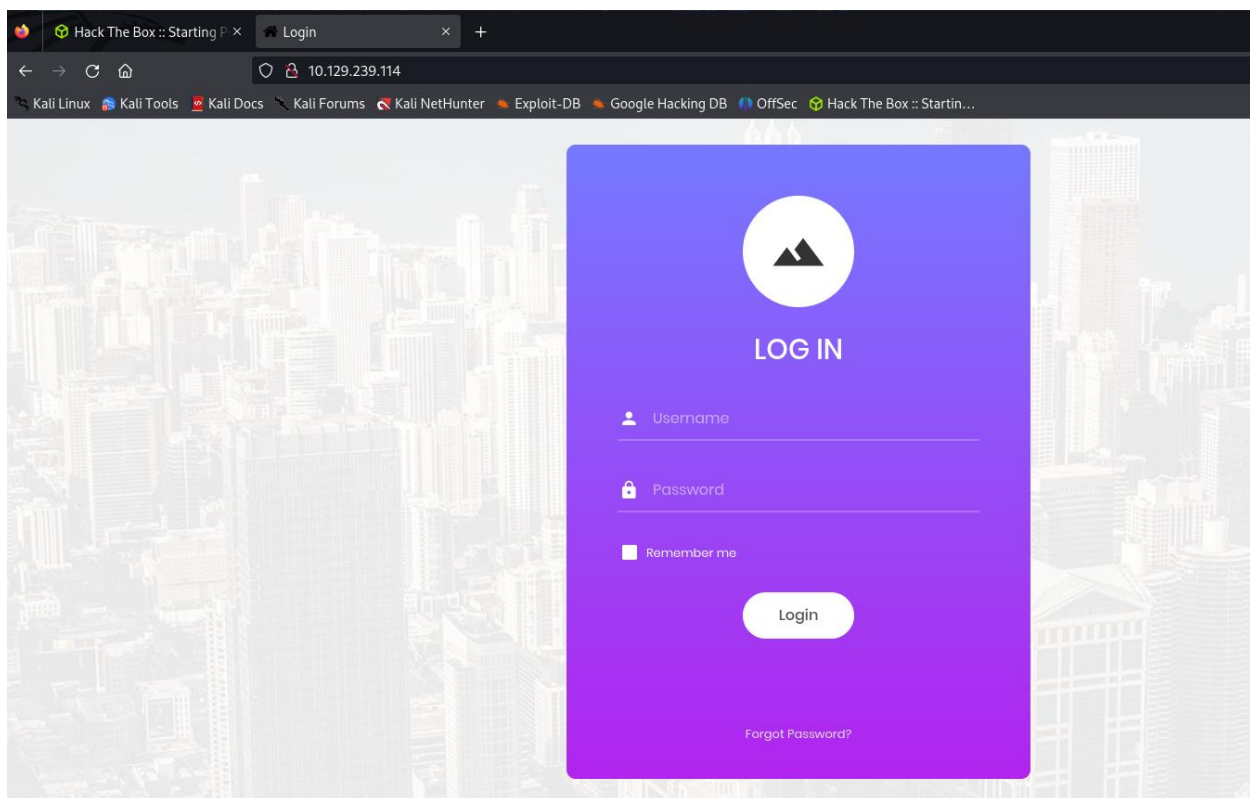 Hack The Box :: Starting P
Login
10.129.239.114
Kali Linux Kali Tools Kali Docs Kali Forums Kali NetHunter Exploit-DB Google Hacking DB OffSec Hack The Box :: Startin...
LOG IN
Username
Password
Remember me
Login
Forgot Password?